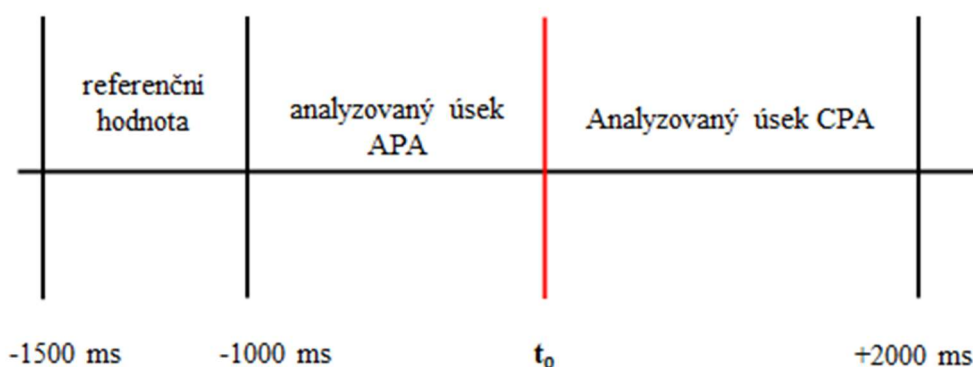 referenční
hodnota
analyzovaný úsek
APA
Analyzovaný úsek CPA
-1500 ms
-1000 ms
t₀
+2000 ms